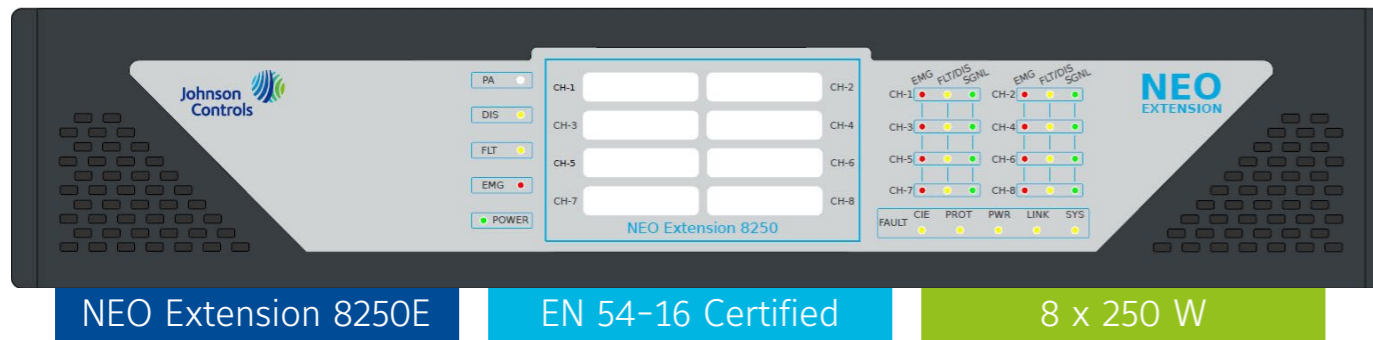 Johnson
Controls
PA
DIS
FLT
EMG
POWER
CH-1
CH-2
CH-3
CH-4
CH-5
CH-6
CH-7
CH-8
NEO Extension 8250
EMG FLT/DIS SGNL EMG FLT/DIS SGNL
CH-1 CH-2
CH-3 CH-4
CH-5 CH-6
CH-7 CH-8
FAULT CIE PROT PWR LINK SYS
NEO
EXTENSION
NEO Extension 8250E
EN 54-16 Certified
8 x 250 W